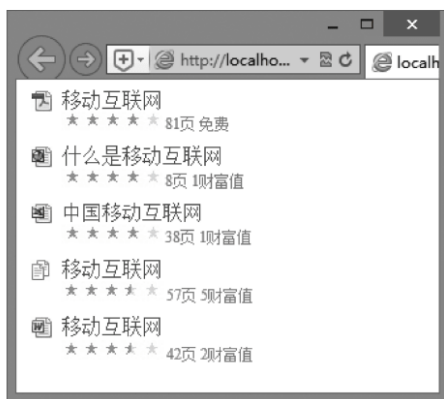 http://localho...
localh
移动互联网
81页 免费
什么是移动互联网
8页 1财富值
中国移动互联网
38页 1财富值
移动互联网
57页 5财富值
移动互联网
42页 2财富值